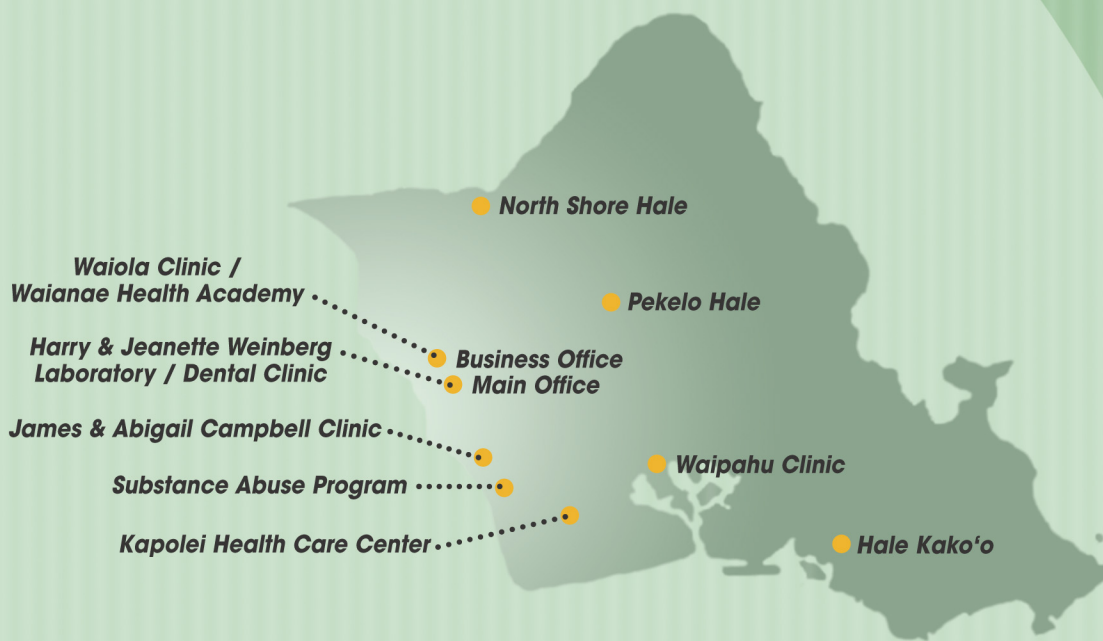 North Shore Hale
Waiola Clinic /
Waianae Health Academy
Pekelo Hale
Harry & Jeanette Weinberg
Laboratory / Dental Clinic
Business Office
Main Office
James & Abigail Campbell Clinic
Waipahu Clinic
Substance Abuse Program
Kapolei Health Care Center
Hale Kakoʻo